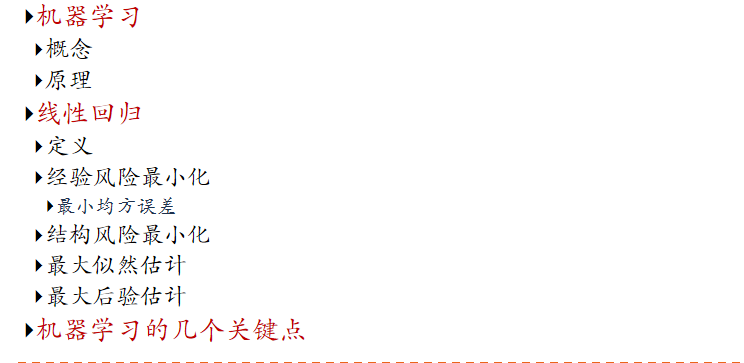 机器学习
概念
原理
线性回归
定义
经验风险最小化
最小均方误差
结构风险最小化
最大似然估计
最大后验估计
机器学习的几个关键点